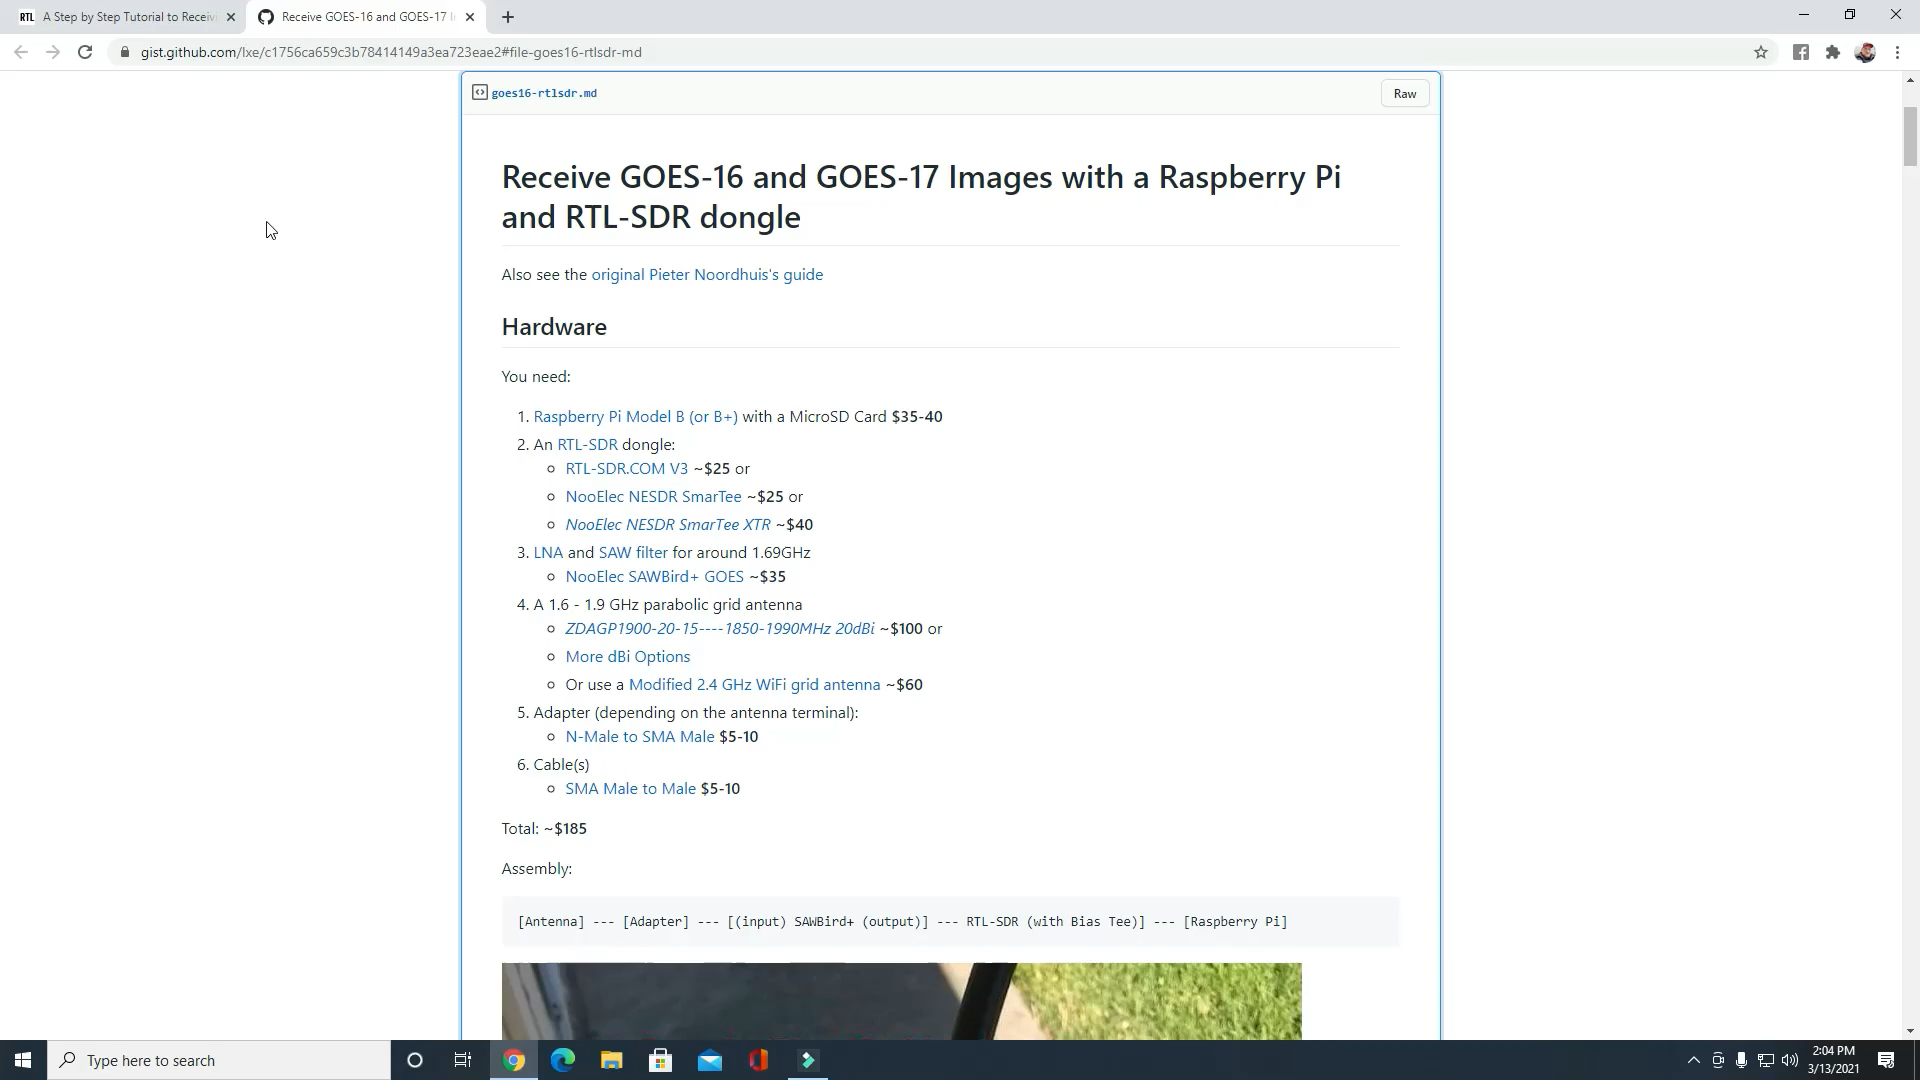 RTL A Step by Step Tutorial to Receivi
Receive GOES-16 and GOES-17 I
gist.github.com/lxe/c1756ca659c3b78414149a3ea723eae2#file-goes16-rtlsdr-md
goes16-rtlsdr.md
Raw
Receive GOES-16 and GOES-17 Images with a Raspberry Pi
and RTL-SDR dongle
Also see the original Pieter Noordhuis's guide
Hardware
You need:
1. Raspberry Pi Model B (or B+) with a MicroSD Card $35-40
2. An RTL-SDR dongle:
RTL-SDR.COM V3 ~$25 or
NooElec NESDR SmarTee ~$25 or
NooElec NESDR SmarTee XTR ~$40
3. LNA and SAW filter for around 1.69GHz
NooElec SAWBird+ GOES ~$35
4. A 1.6 - 1.9 GHz parabolic grid antenna
ZDAGP1900-20-15----1850-1990MHz 20dBi ~$100 or
More dBi Options
Or use a Modified 2.4 GHz WiFi grid antenna ~$60
5. Adapter (depending on the antenna terminal):
N-Male to SMA Male $5-10
6. Cable(s)
SMA Male to Male $5-10
Total: ~$185
Assembly:
[Antenna] --- [Adapter] --- [(input) SAWBird+ (output)] --- RTL-SDR (with Bias Tee)] --- [Raspberry Pi]
Type here to search
2:04 PM
3/13/2021